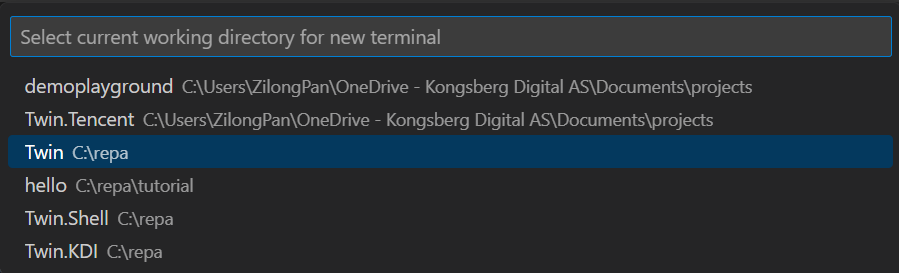 Select current working directory for new terminal
demoplayground C:\Users\ZilongPan\OneDrive - Kongsberg Digital AS\Documents\projects
Twin.Tencent C:\Users\ZilongPan\OneDrive - Kongsberg Digital AS\Documents\projects
Twin C:\repa
hello C:\repa\tutorial
Twin.Shell C:\repa
Twin.KDI C:\repa